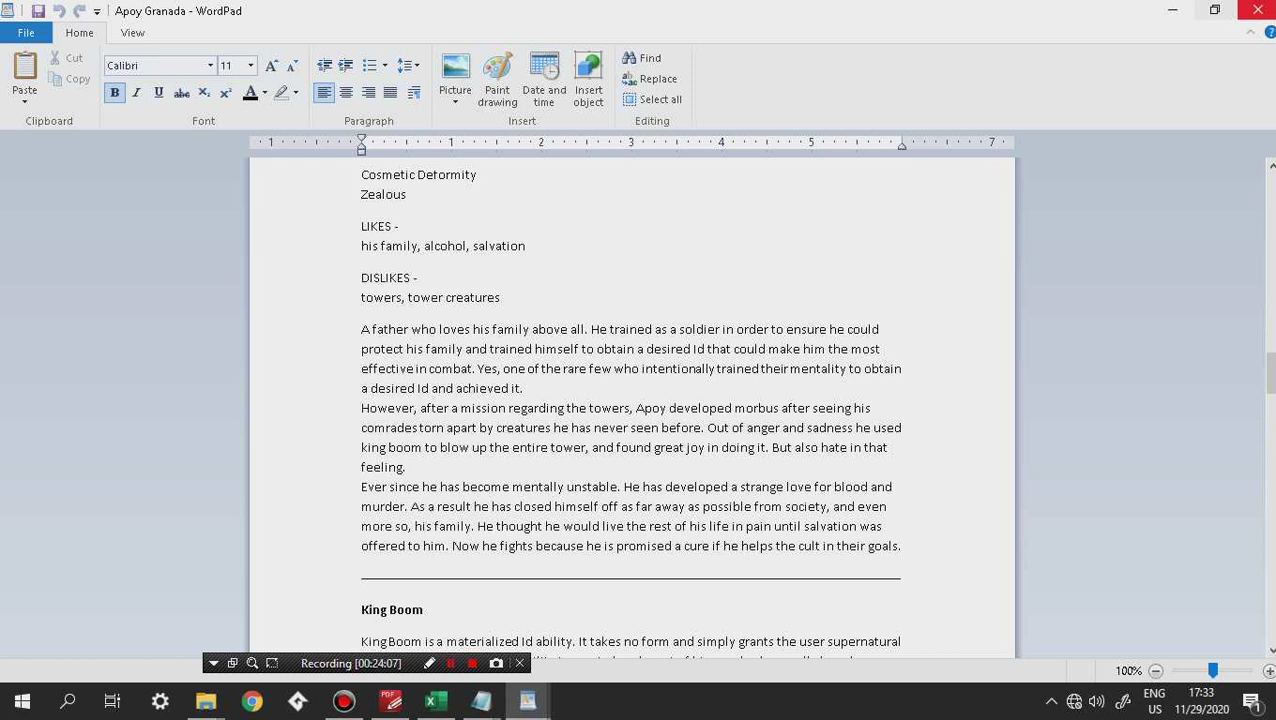 Apoy Granada - WordPad
File Home View
Cut
Copy
Paste
Calibri 11
B I U abc X₂ X² A
Picture
Paint drawing
Date and time
Insert object
Find
Replace
Select all
Clipboard Font Paragraph Insert Editing
1 1 2 3 4 5 7
Cosmetic Deformity
Zealous
LIKES -
his family, alcohol, salvation
DISLIKES -
towers, tower creatures
A father who loves his family above all. He trained as a soldier in order to ensure he could
protect his family and trained himself to obtain a desired Id that could make him the most
effective in combat. Yes, one of the rare few who intentionally trained their mentality to obtain
a desired Id and achieved it.
However, after a mission regarding the towers, Apoy developed morbus after seeing his
comrades torn apart by creatures he has never seen before. Out of anger and sadness he used
king boom to blow up the entire tower, and found great joy in doing it. But also hate in that
feeling.
Ever since he has become mentally unstable. He has developed a strange love for blood and
murder. As a result he has closed himself off as far away as possible from society, and even
more so, his family. He thought he would live the rest of his life in pain until salvation was
offered to him. Now he fights because he is promised a cure if he helps the cult in their goals.
King Boom
King Boom is a materialized Id ability. It takes no form and simply grants the user supernatural
Recording [00:24:07]
100%
PDF
ENG
US
17:33
11/29/2020
1